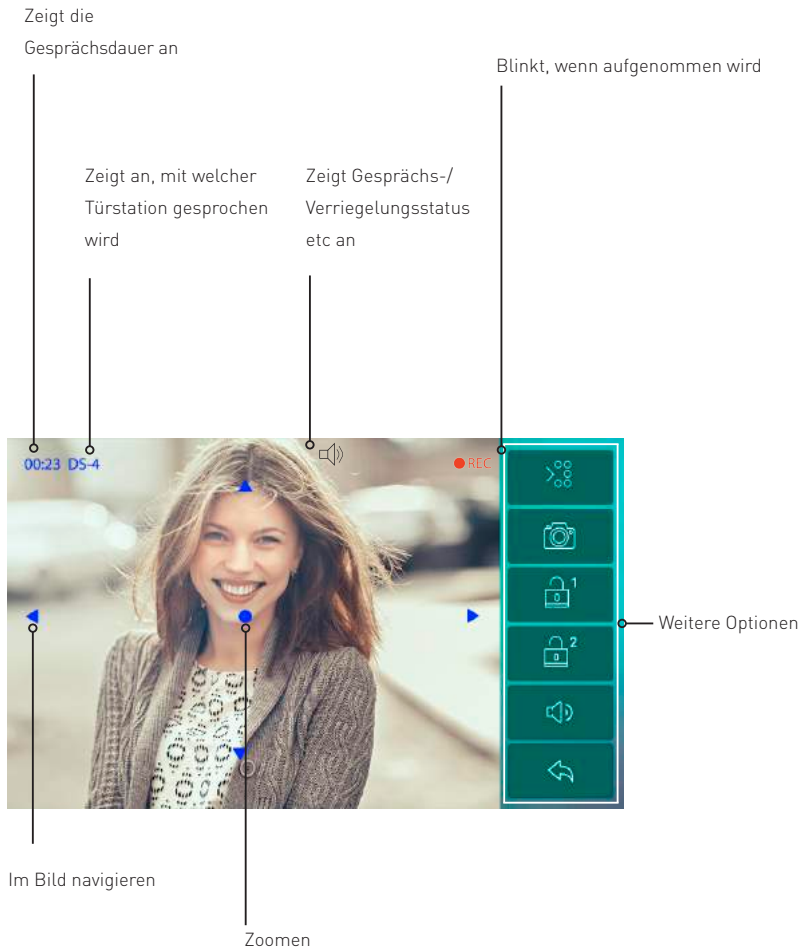 Zeigt die
Gesprächsdauer an
Blinkt, wenn aufgenommen wird
Zeigt an, mit welcher
Türstation gesprochen
wird
Zeigt Gesprächs-/
Verriegelungsstatus
etc an
00:23 DS-4
REC
1
2
Weitere Optionen
Im Bild navigieren
Zoomen